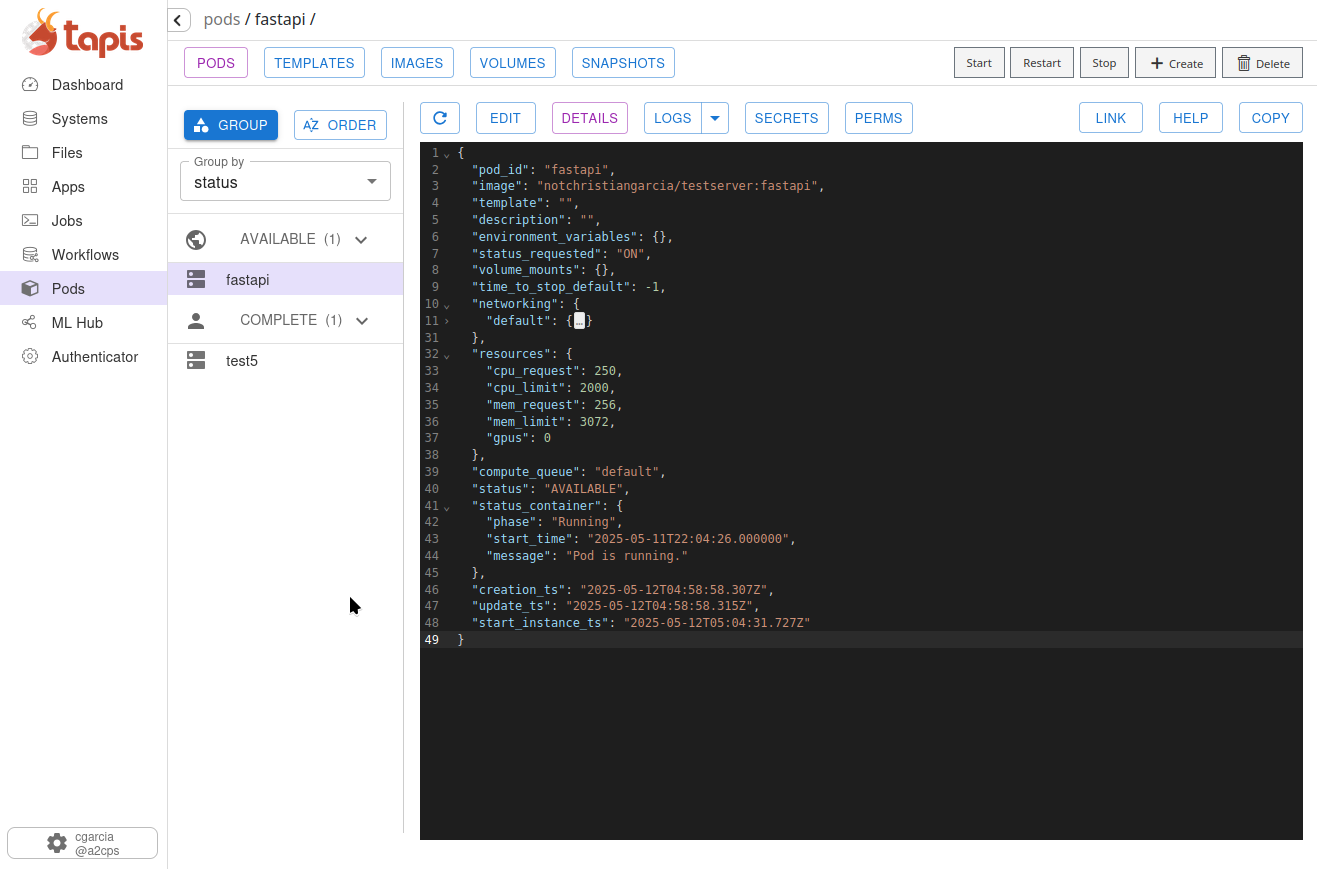 tapis
Dashboard
Systems
Files
Apps
Jobs
Workflows
Pods
ML Hub
Authenticator
cgarcia
@a2cps
pods / fastapi /
PODS TEMPLATES IMAGES VOLUMES SNAPSHOTS Start Restart Stop Create Delete
GROUP AZ ORDER
Group by
status
AVAILABLE (1)
fastapi
COMPLETE (1)
test5
EDIT DETAILS LOGS SECRETS PERMS LINK HELP COPY
1 {
2 "pod_id": "fastapi",
3 "image": "notchristiangarcia/testserver:fastapi",
4 "template": "",
5 "description": "",
6 "environment_variables": {},
7 "status_requested": "ON",
8 "volume_mounts": {},
9 "time_to_stop_default": -1,
10 "networking": {
11 "default": {…}
31 },
32 "resources": {
33 "cpu_request": 250,
34 "cpu_limit": 2000,
35 "mem_request": 256,
36 "mem_limit": 3072,
37 "gpus": 0
38 },
39 "compute_queue": "default",
40 "status": "AVAILABLE",
41 "status_container": {
42 "phase": "Running",
43 "start_time": "2025-05-11T22:04:26.000000",
44 "message": "Pod is running."
45 },
46 "creation_ts": "2025-05-12T04:58:58.307Z",
47 "update_ts": "2025-05-12T04:58:58.315Z",
48 "start_instance_ts": "2025-05-12T05:04:31.727Z"
49 }